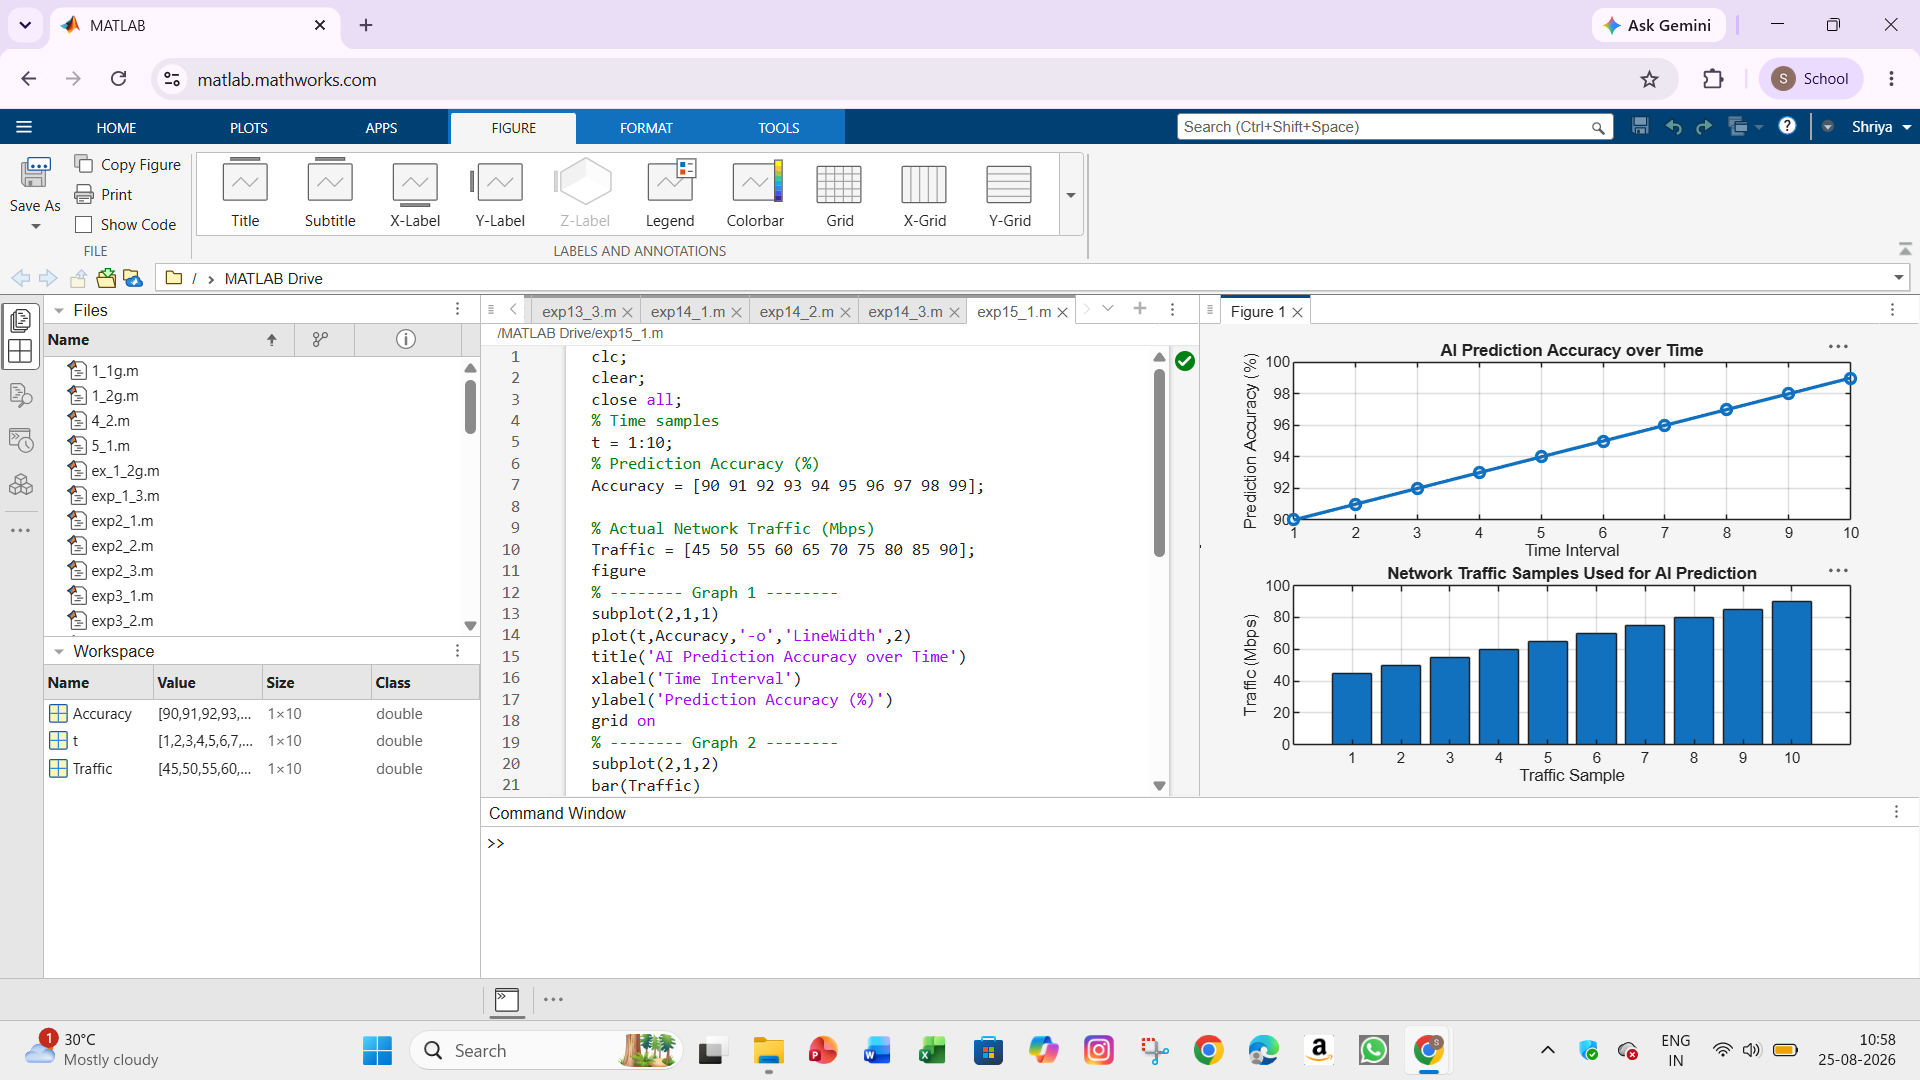 MATLAB
Ask Gemini
matlab.mathworks.com
S School
HOME PLOTS APPS FIGURE FORMAT TOOLS
Search (Ctrl+Shift+Space)
Shriya
Save As
Copy Figure
Print
Show Code
FILE
Title Subtitle X-Label Y-Label Z-Label Legend Colorbar Grid X-Grid Y-Grid
LABELS AND ANNOTATIONS
/ › MATLAB Drive
Files
Name
1_1g.m
1_2g.m
4_2.m
5_1.m
ex_1_2g.m
exp_1_3.m
exp2_1.m
exp2_2.m
exp2_3.m
exp3_1.m
exp3_2.m
Workspace
Name Value Size Class
Accuracy [90,91,92,93,... 1×10 double
t [1,2,3,4,5,6,7,... 1×10 double
Traffic [45,50,55,60,... 1×10 double
exp13_3.m exp14_1.m exp14_2.m exp14_3.m exp15_1.m
/MATLAB Drive/exp15_1.m
1 clc;
2 clear;
3 close all;
4 % Time samples
5 t = 1:10;
6 % Prediction Accuracy (%)
7 Accuracy = [90 91 92 93 94 95 96 97 98 99];
8
9 % Actual Network Traffic (Mbps)
10 Traffic = [45 50 55 60 65 70 75 80 85 90];
11 figure
12 % -------- Graph 1 --------
13 subplot(2,1,1)
14 plot(t,Accuracy,'-o','LineWidth',2)
15 title('AI Prediction Accuracy over Time')
16 xlabel('Time Interval')
17 ylabel('Prediction Accuracy (%)')
18 grid on
19 % -------- Graph 2 --------
20 subplot(2,1,2)
21 bar(Traffic)
Figure 1
AI Prediction Accuracy over Time
Prediction Accuracy (%)
100
98
96
94
92
90
1 2 3 4 5 6 7 8 9 10
Time Interval
Network Traffic Samples Used for AI Prediction
Traffic (Mbps)
100
80
60
40
20
0
1 2 3 4 5 6 7 8 9 10
Traffic Sample
Command Window
>>
1
30°C
Mostly cloudy
Search
ENG
IN
10:58
25-08-2026